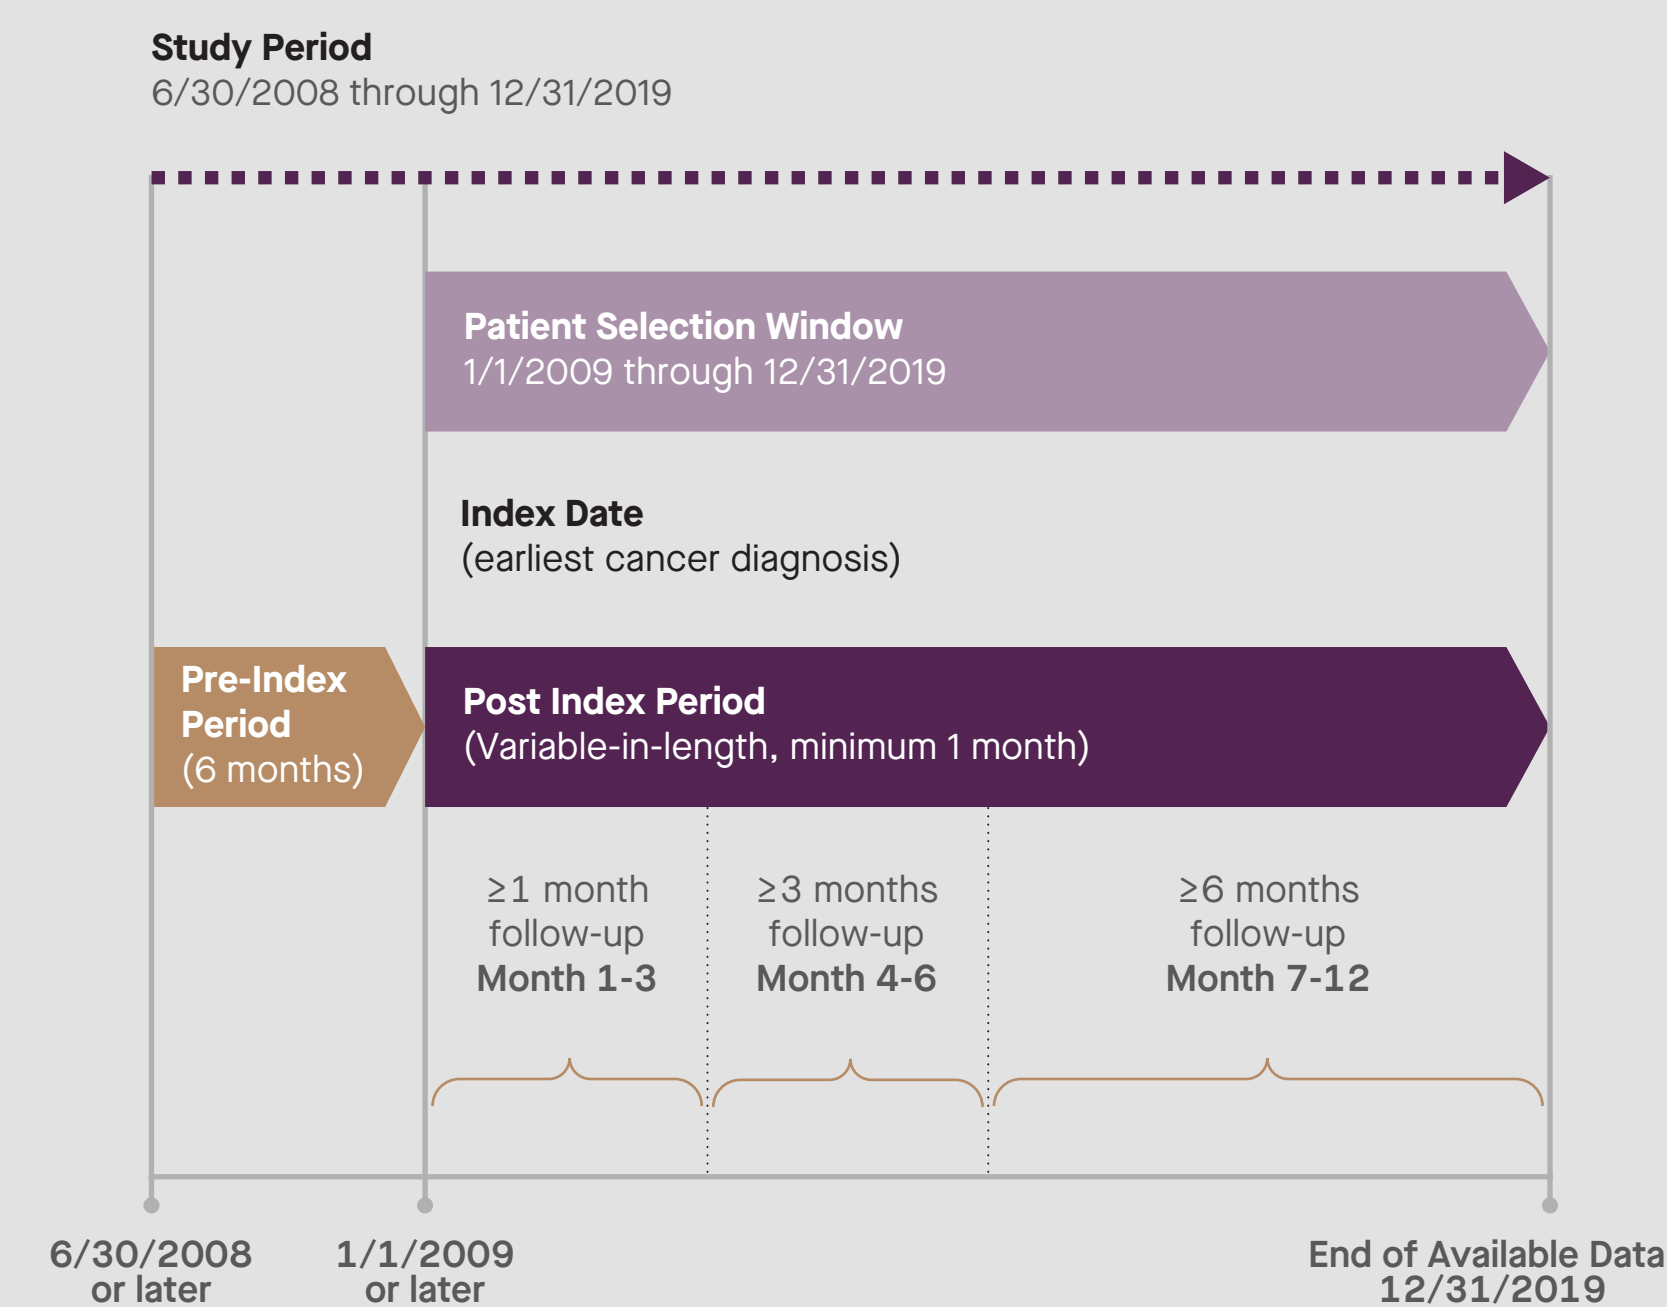 Study Period
6/30/2008 through 12/31/2019
Patient Selection Window
1/1/2009 through 12/31/2019
Index Date
(earliest cancer diagnosis)
Pre-Index
Period
(6 months)
Post Index Period
(Variable-in-length, minimum 1 month)
≥1 month
follow-up
Month 1-3
≥3 months
follow-up
Month 4-6
≥6 months
follow-up
Month 7-12
6/30/2008
or later
1/1/2009
or later
End of Available Data
12/31/2019